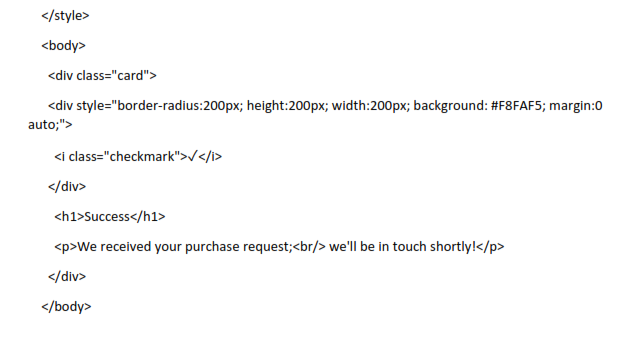 </style>
<body>
<div class="card">
<div style="border-radius:200px; height:200px; width:200px; background: #F8FAF5; margin:0
auto;">
<i class="checkmark">✓</i>
</div>
<h1>Success</h1>
<p>We received your purchase request;<br/> we'll be in touch shortly!</p>
</div>
</body>